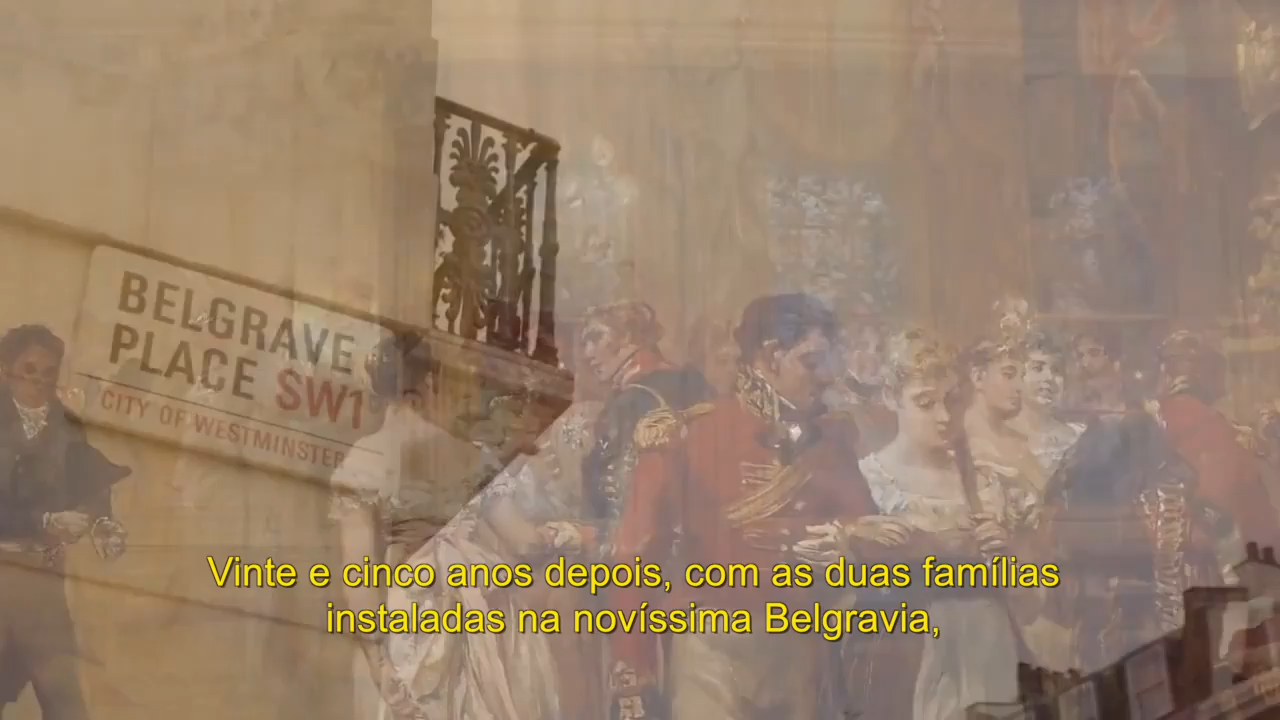 BELGRAVE
PLACE SW1
CITY OF WESTMINSTER
Vinte e cinco anos depois, com as duas famílias
instaladas na novíssima Belgravia,